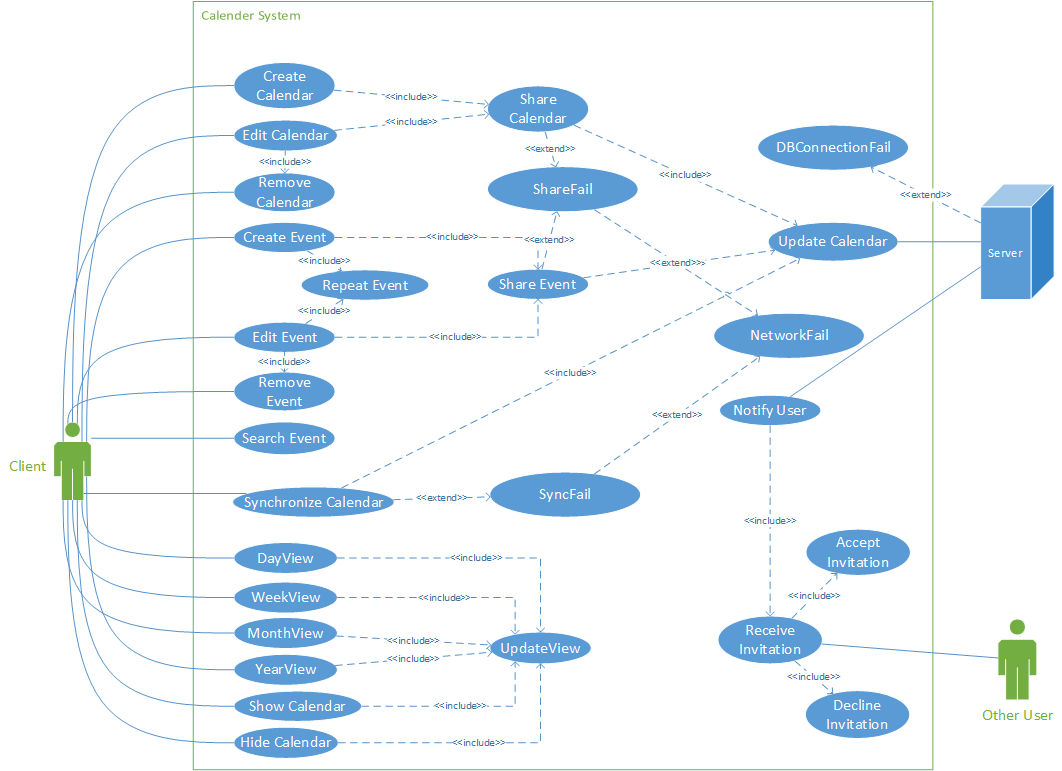 Calender System
Create
Calendar
<<include>>
Share
Calendar
Edit Calendar
<<include>>
<<include>>
<<extend>>
DBConnectionFail
Remove
Calendar
ShareFail
<<include>>
<<extend>>
Create Event
<<include>>
<<extend>>
Update Calendar
Server
<<include>>
<<extend>>
Repeat Event
Share Event
<<include>>
Edit Event
<<include>>
NetworkFail
<<include>>
<<include>>
Remove
Event
<<extend>>
Notify User
Search Event
Client
Synchronize Calendar
<<extend>>
SyncFail
<<include>>
Accept
Invitation
DayView
<<include>>
WeekView
<<include>>
<<include>>
MonthView
<<include>>
UpdateView
Receive
Invitation
<<include>>
YearView
<<include>>
Show Calendar
<<include>>
Decline
Invitation
Other User
Hide Calendar
<<include>>